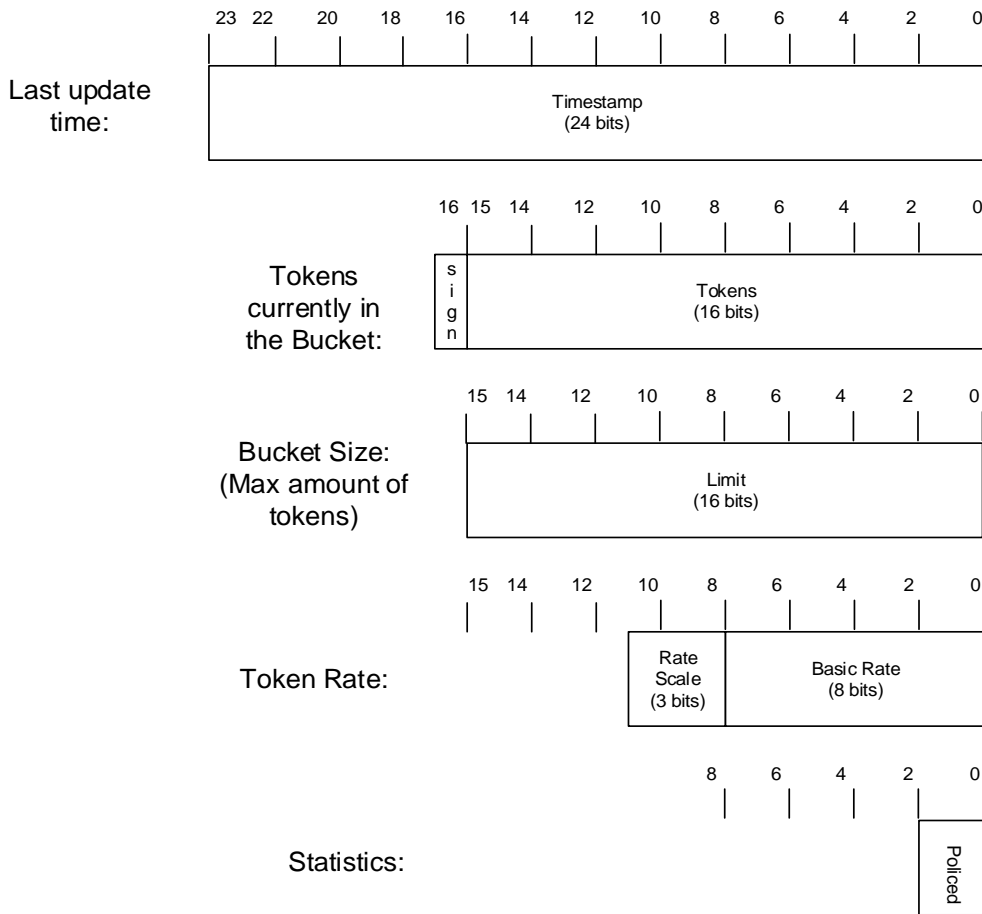 23 22 20 18 16 14 12 10 8 6 4 2 0
Last update
time:
Timestamp
(24 bits)
16 15 14 12 10 8 6 4 2 0
Tokens
currently in
the Bucket:
sign
Tokens
(16 bits)
15 14 12 10 8 6 4 2 0
Bucket Size:
(Max amount of
tokens)
Limit
(16 bits)
15 14 12 10 8 6 4 2 0
Token Rate:
Rate
Scale
(3 bits)
Basic Rate
(8 bits)
8 6 4 2 0
Statistics:
Policed